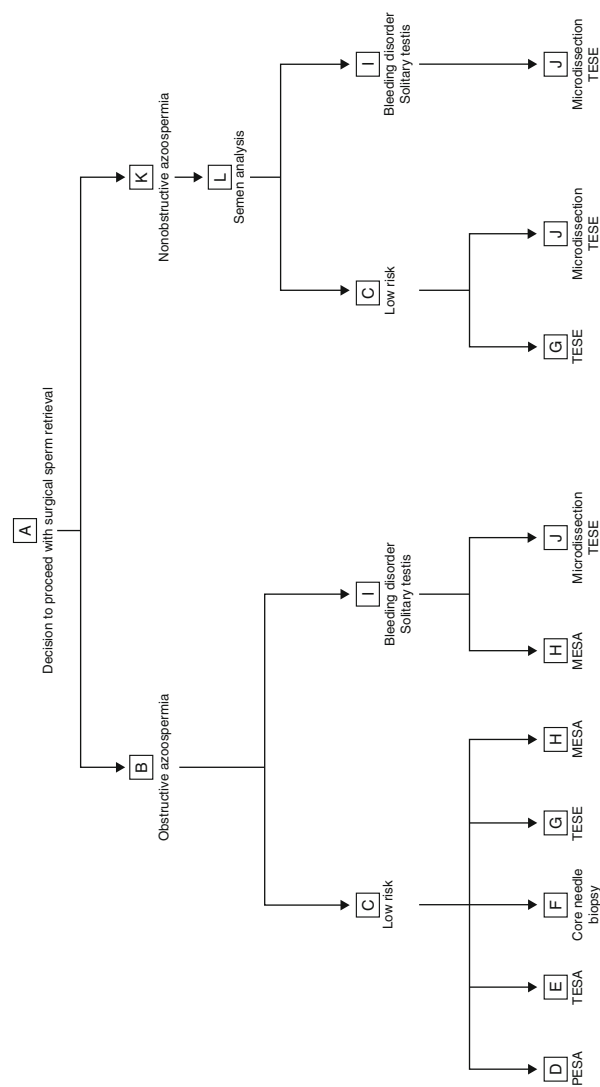 A
Decision to proceed with surgical sperm retrieval
B
Obstructive azoospermia
K
Nonobstructive azoospermia
L
Semen analysis
C
Low risk
I
Bleeding disorder
Solitary testis
C
Low risk
I
Bleeding disorder
Solitary testis
D
PESA
E
TESA
F
Core needle
biopsy
G
TESE
H
MESA
H
MESA
J
Microdissection
TESE
G
TESE
J
Microdissection
TESE
J
Microdissection
TESE